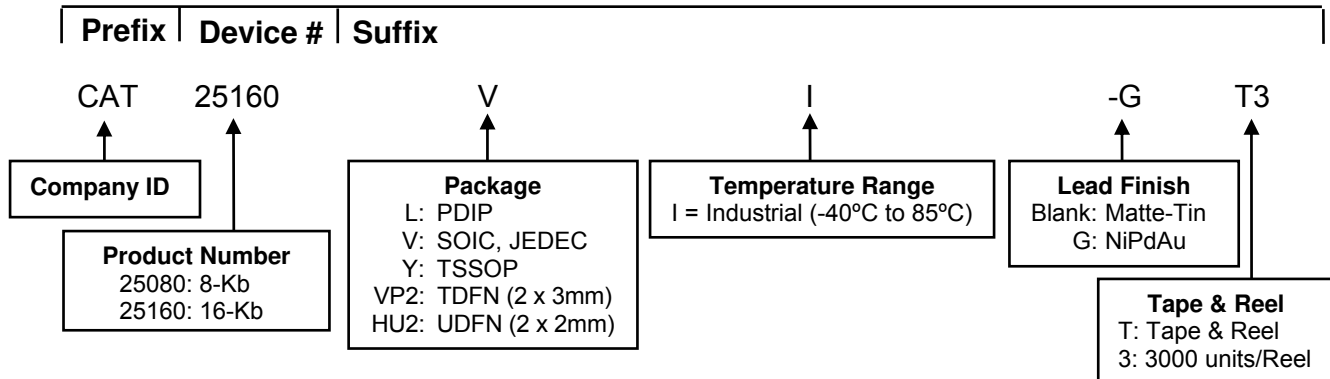 Prefix Device # Suffix
CAT 25160 V I -G T3
Company ID
Product Number
25080: 8-Kb
25160: 16-Kb
Package
L: PDIP
V: SOIC, JEDEC
Y: TSSOP
VP2: TDFN (2 x 3mm)
HU2: UDFN (2 x 2mm)
Temperature Range
I = Industrial (-40ºC to 85ºC)
Lead Finish
Blank: Matte-Tin
G: NiPdAu
Tape & Reel
T: Tape & Reel
3: 3000 units/Reel